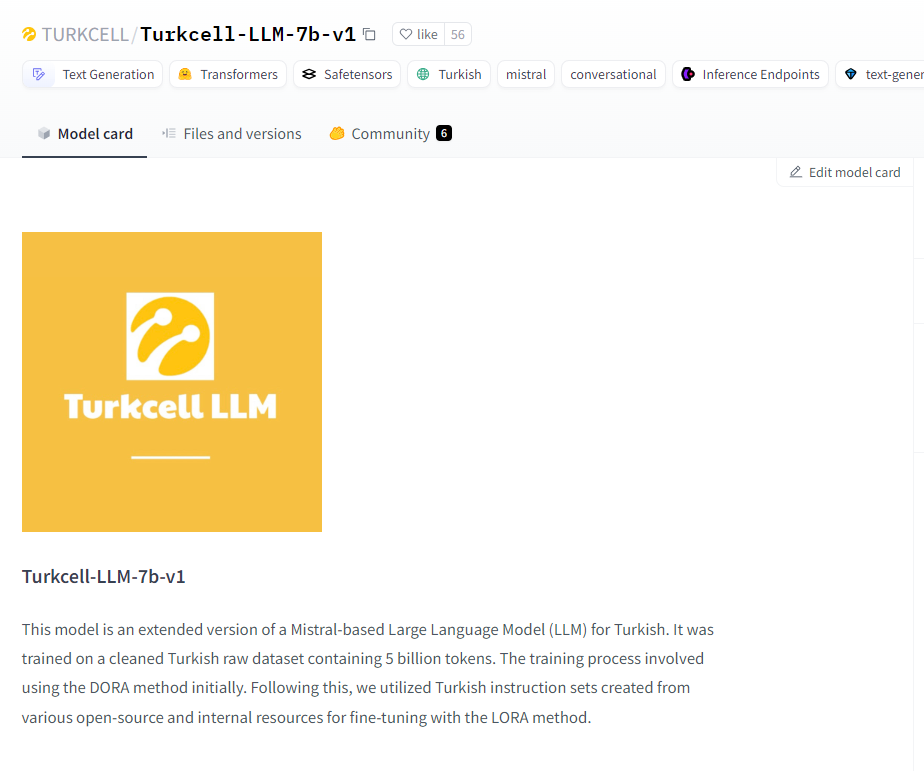 TURKCELL/Turkcell-LLM-7b-v1 like 56
Text Generation Transformers Safetensors Turkish mistral conversational Inference Endpoints text-gener
Model card Files and versions Community 6
Edit model card
Turkcell LLM
Turkcell-LLM-7b-v1
This model is an extended version of a Mistral-based Large Language Model (LLM) for Turkish. It was
trained on a cleaned Turkish raw dataset containing 5 billion tokens. The training process involved
using the DORA method initially. Following this, we utilized Turkish instruction sets created from
various open-source and internal resources for fine-tuning with the LORA method.